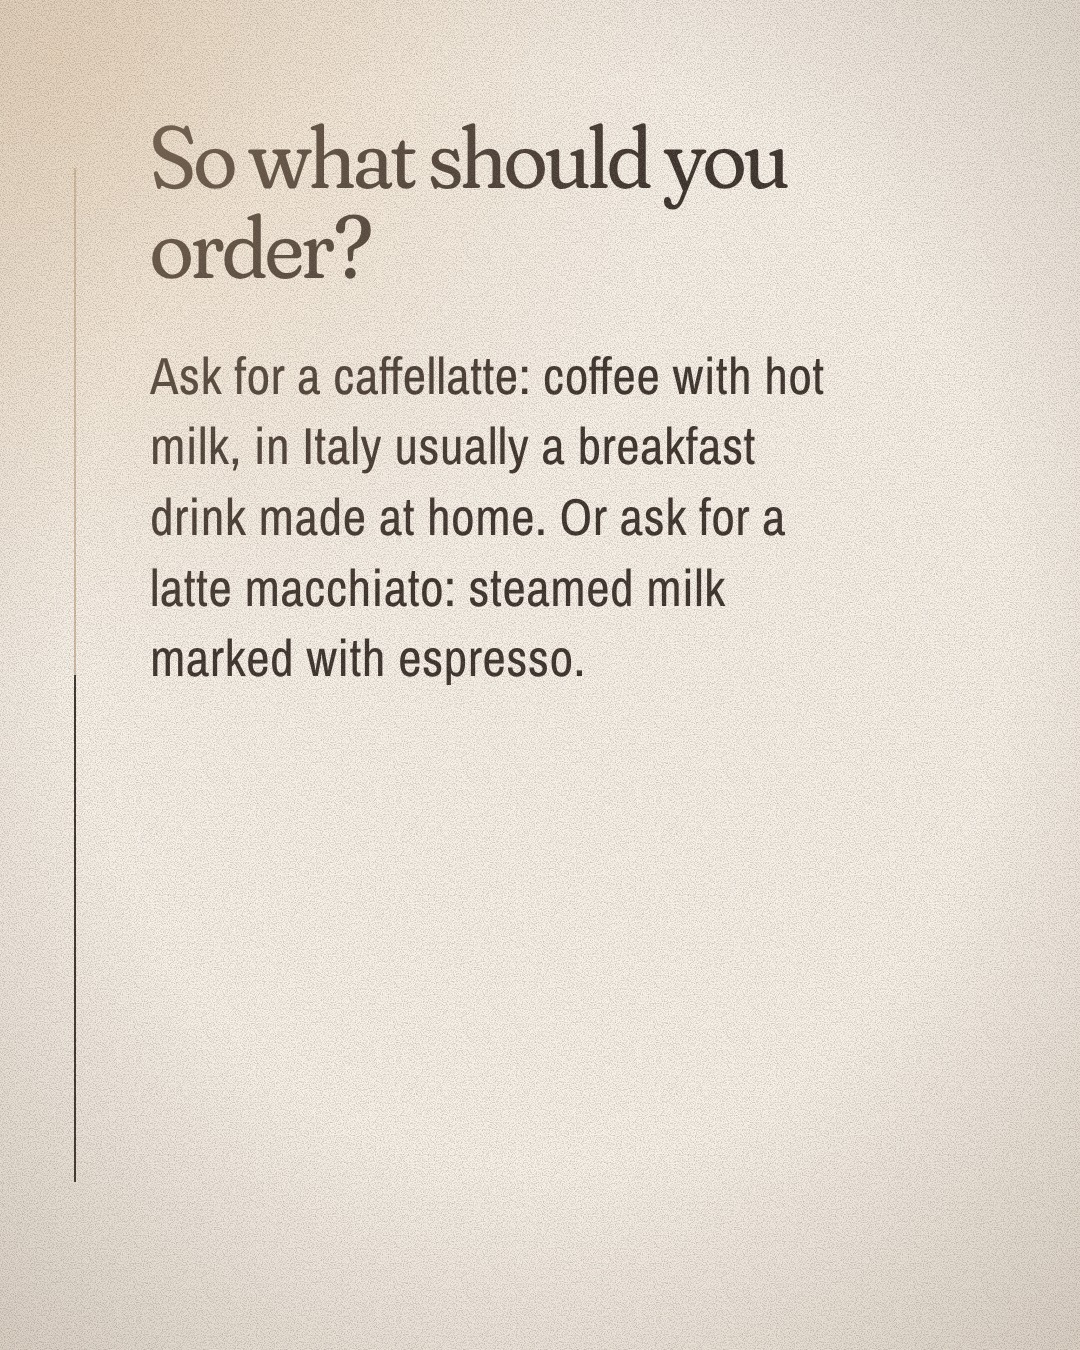 So what should you
order?
Ask for a caffellatte: coffee with hot
milk, in Italy usually a breakfast
drink made at home. Or ask for a
latte macchiato: steamed milk
marked with espresso.